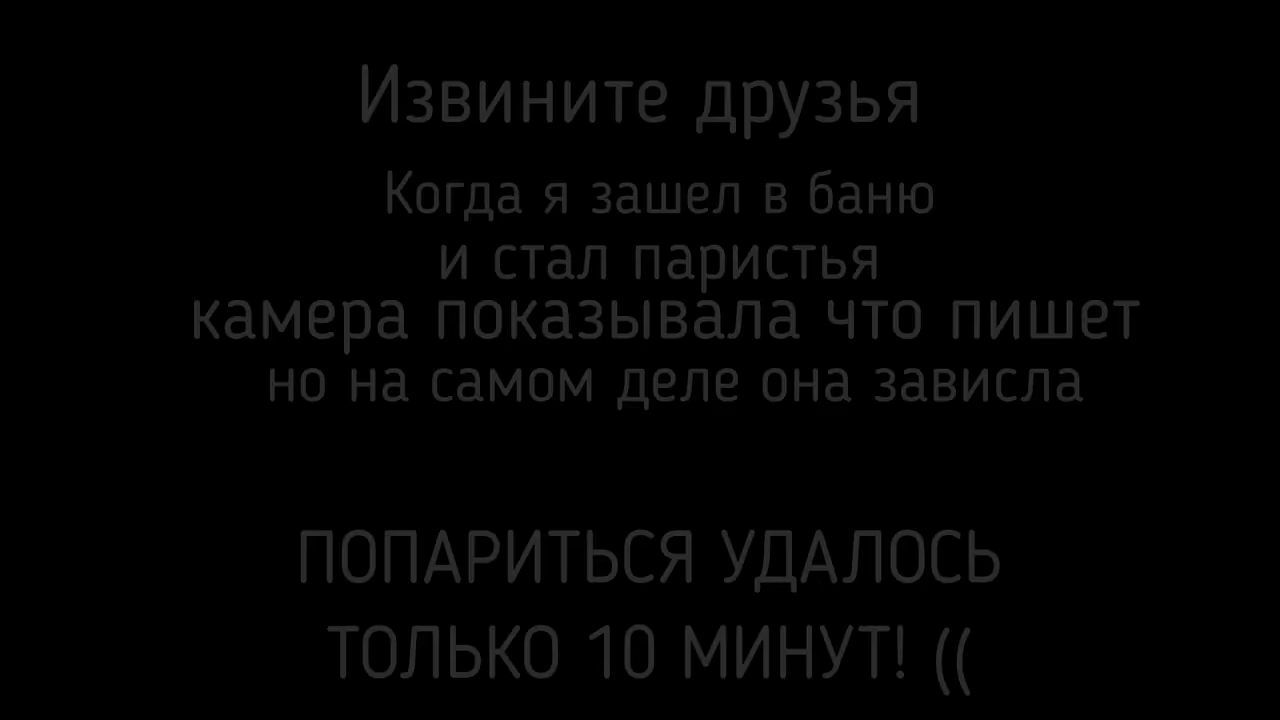 Извините друзья
Когда я зашел в баню
и стал паристья
камера показывала что пишет
но на самом деле она зависла
ПОПАРИТЬСЯ УДАЛОСЬ
ТОЛЬКО 10 МИНУТ! ((